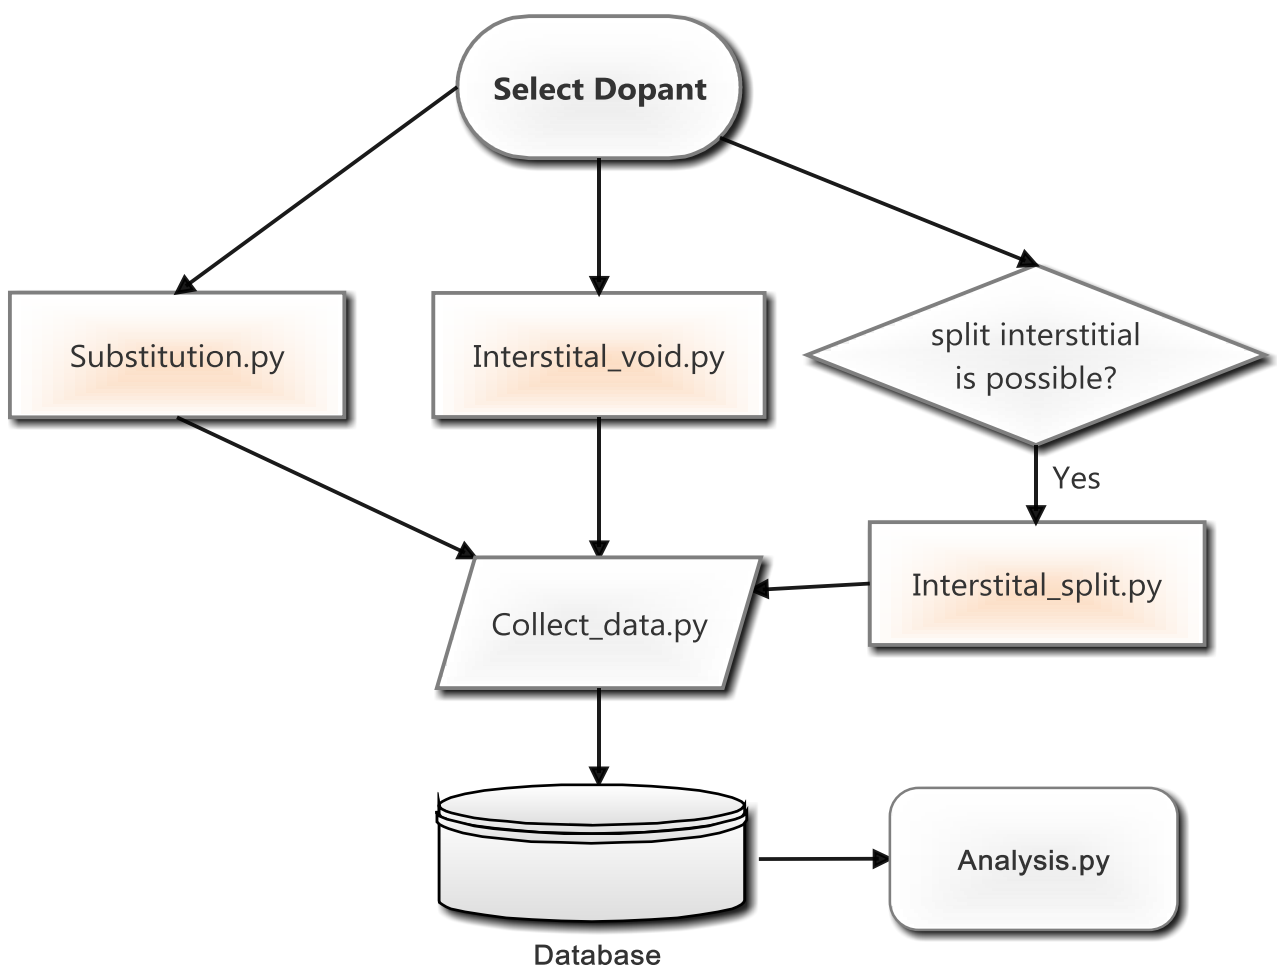 Select Dopant
Substitution.py
Interstital_void.py
split interstitial
is possible?
Yes
Interstital_split.py
Collect_data.py
Analysis.py
Database